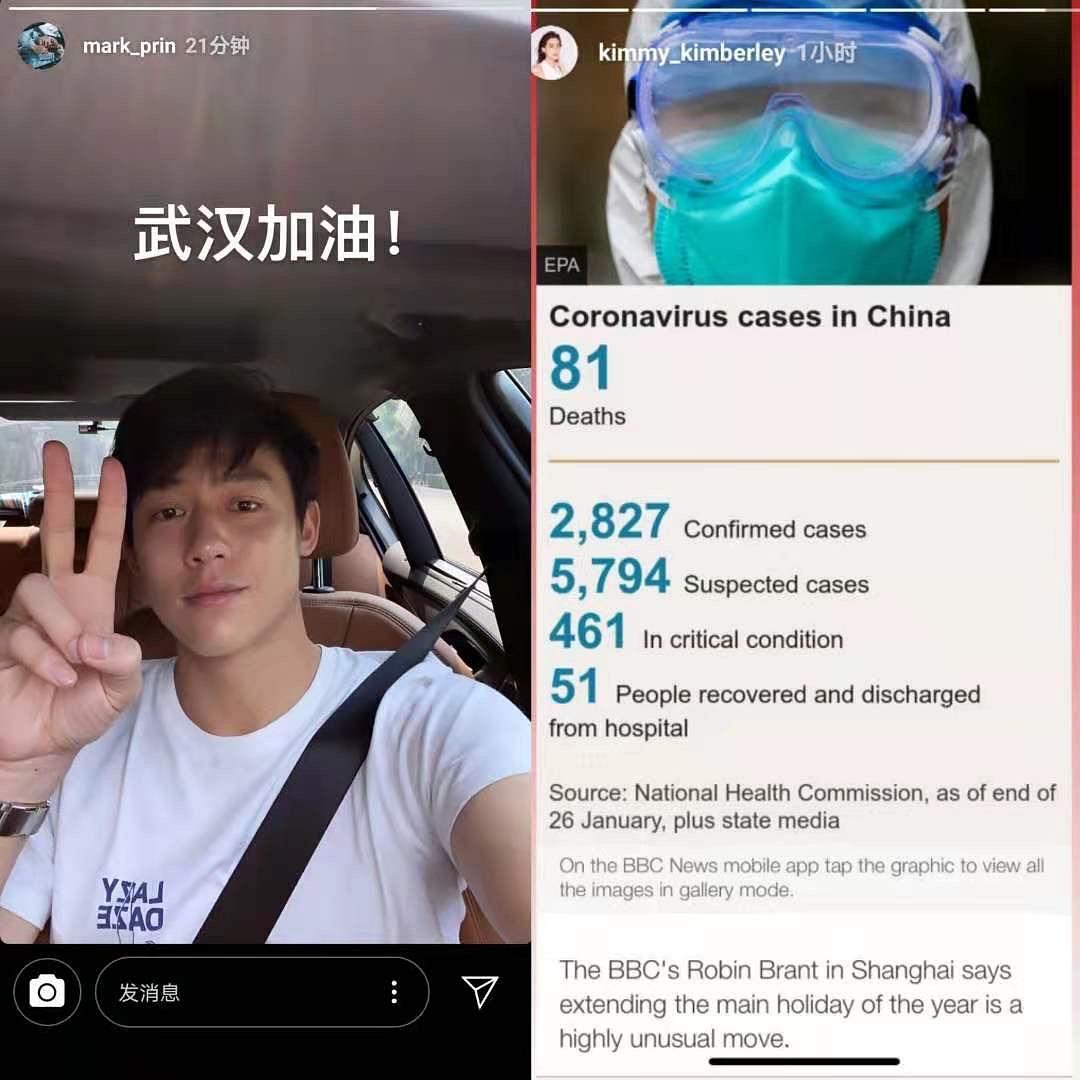 mark_prin 21分钟
武汉加油！
LAZY
DAZE
发消息
kimmy_kimberley 1小时
EPA
Coronavirus cases in China
81
Deaths
2,827 Confirmed cases
5,794 Suspected cases
461 In critical condition
51 People recovered and discharged
from hospital
Source: National Health Commission, as of end of
26 January, plus state media
On the BBC News mobile app tap the graphic to view all
the images in gallery mode.
The BBC's Robin Brant in Shanghai says
extending the main holiday of the year is a
highly unusual move.